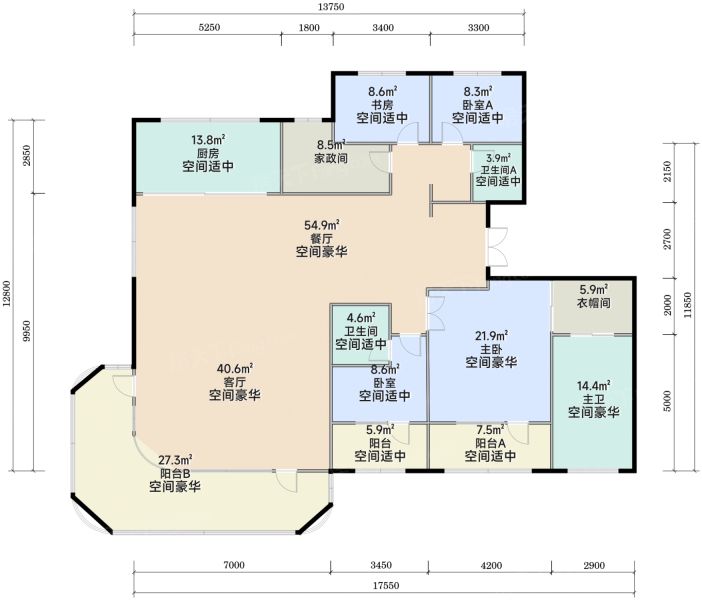 13750
5250
1800
3400
3300
8.6㎡
书房
空间适中
8.3㎡
卧室A
空间适中
13.8㎡
厨房
空间适中
8.5㎡
家政间
3.9㎡
卫生间A
空间适中
54.9㎡
餐厅
空间豪华
5.9㎡
衣帽间
4.6㎡
卫生间
空间适中
21.9㎡
主卧
空间豪华
40.6㎡
客厅
空间豪华
8.6㎡
卧室
空间适中
14.4㎡
主卫
空间豪华
5.9㎡
阳台
空间适中
7.5㎡
阳台A
空间适中
27.3㎡
阳台B
空间豪华
12800
2850
9950
2150
2700
2000
5000
11850
7000
3450
4200
2900
17550